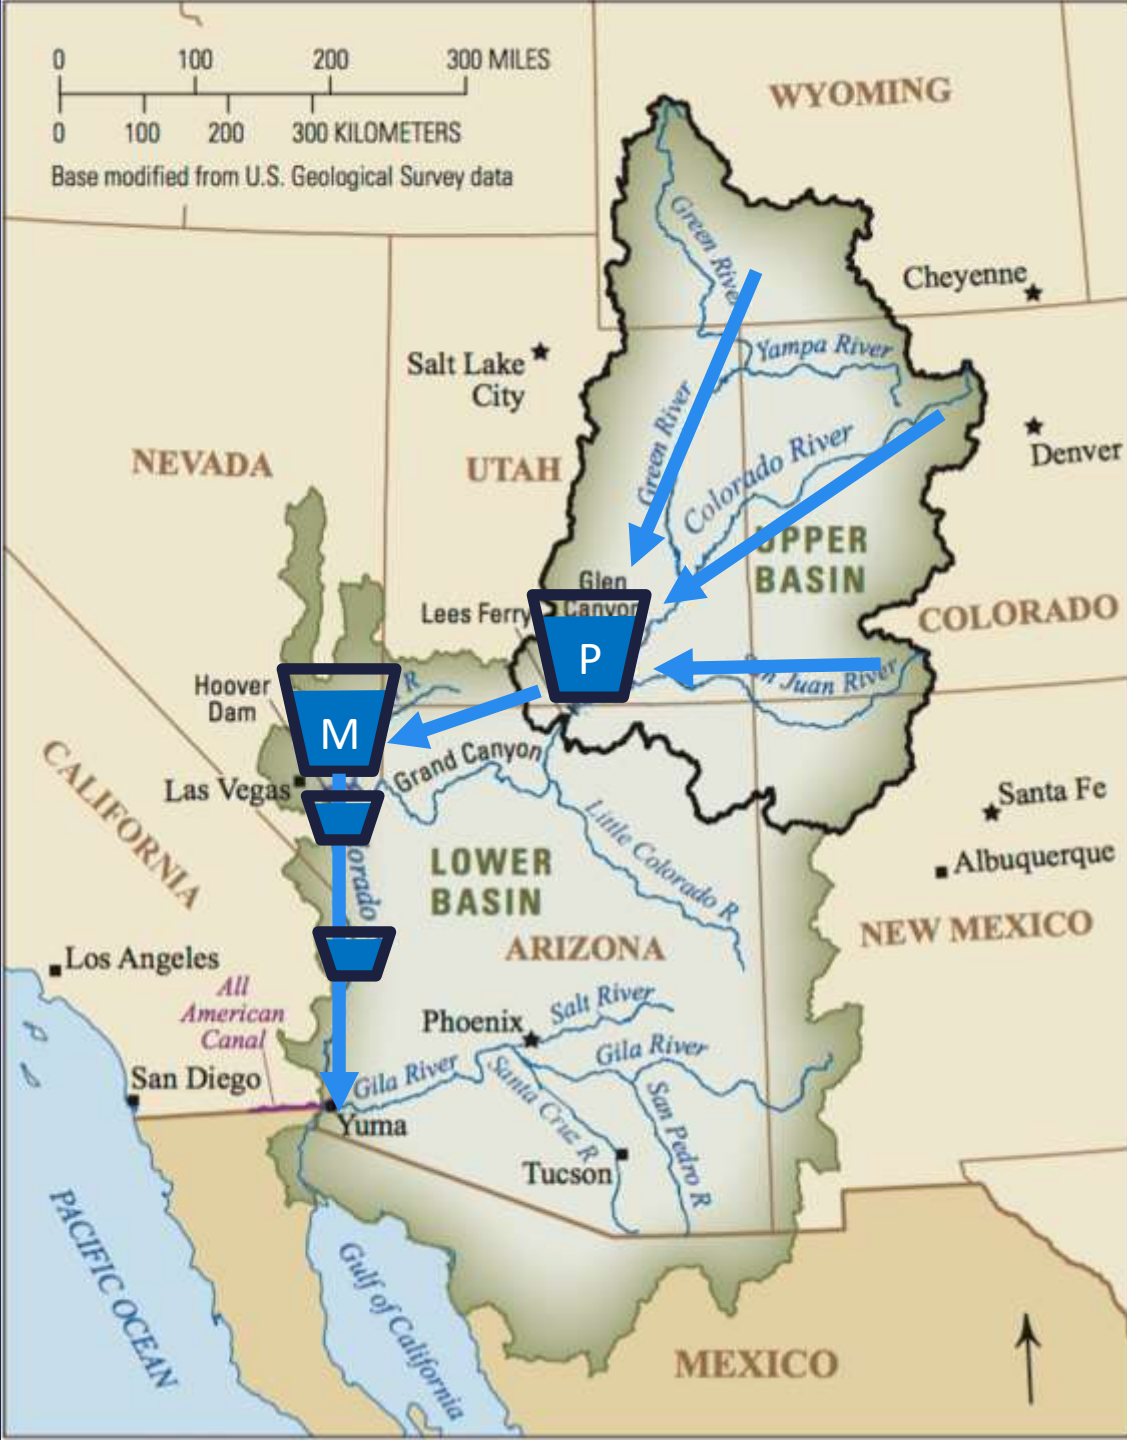 0 100 200 300 MILES
0 100 200 300 KILOMETERS
Base modified from U.S. Geological Survey data
WYOMING
Green River
Cheyenne
Yampa River
Salt Lake
City
Green River
Colorado River
Denver
NEVADA
UTAH
UPPER
BASIN
Glen
Canyon
Lees Ferry
COLORADO
P
San Juan River
Hoover
Dam
R
M
Grand Canyon
CALIFORNIA
Las Vegas
Santa Fe
Little Colorado R
LOWER
BASIN
orado
Albuquerque
NEW MEXICO
ARIZONA
Los Angeles
All
American
Canal
Phoenix
Salt River
Gila River
San Diego
Gila River
Santa Cruz R
San Pedro R
Yuma
Tucson
PACIFIC OCEAN
Gulf of California
MEXICO